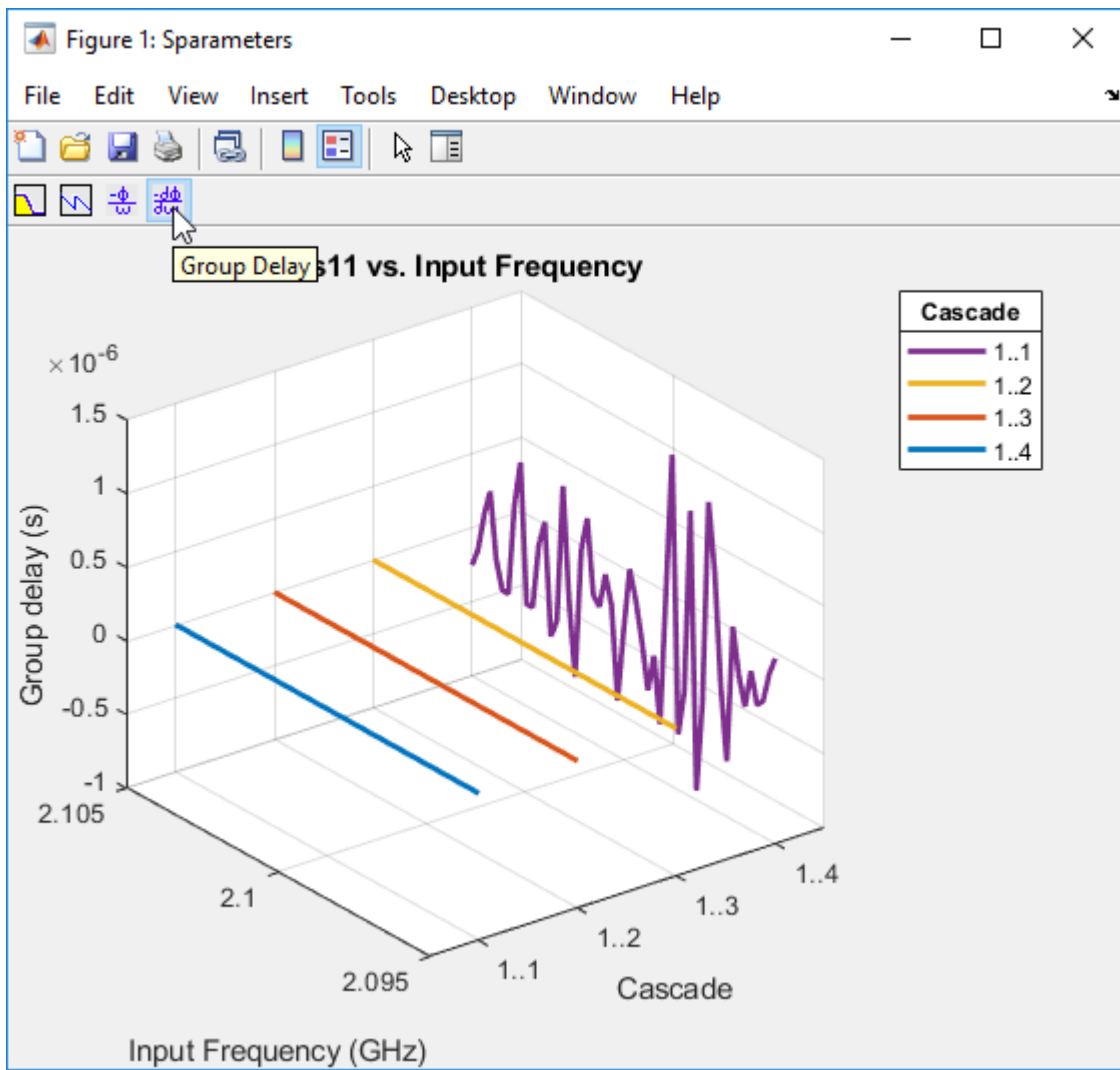 Figure 1: Sparameters
File Edit View Insert Tools Desktop Window Help
-ϕ
ω
-dϕ
dω
Group Delay
s11 vs. Input Frequency
Cascade
1..1
1..2
1..3
1..4
×10⁻⁶
1.5
1
0.5
0
-0.5
-1
Group delay (s)
2.105
2.1
2.095
Input Frequency (GHz)
1..1
1..2
1..3
1..4
Cascade